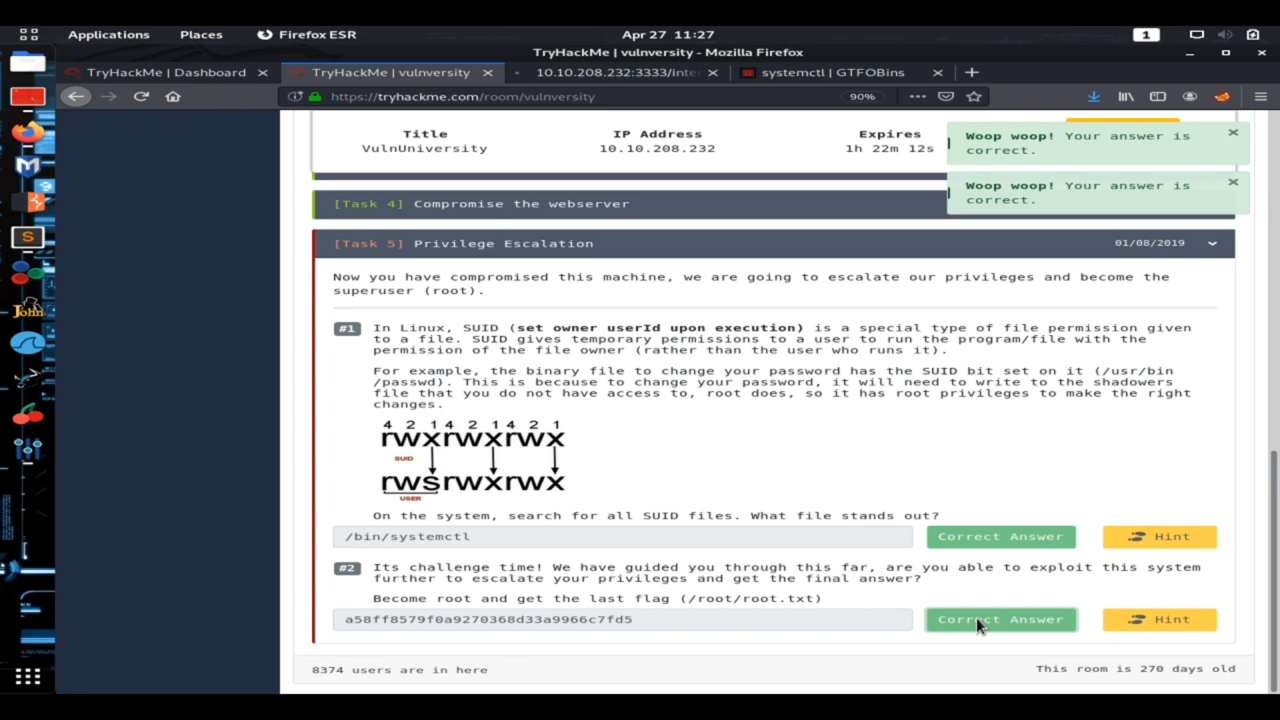 Applications Places Firefox ESR Apr 27 11:27 1
TryHackMe | vulnversity - Mozilla Firefox
TryHackMe | Dashboard TryHackMe | vulnversity 10.10.208.232:3333/inte systemctl | GTFOBins
https://tryhackme.com/room/vulnversity 90%
Title IP Address Expires
VulnUniversity 10.10.208.232 1h 22m 12s
Woop woop! Your answer is
correct.
Woop woop! Your answer is
correct.
[Task 4] Compromise the webserver
[Task 5] Privilege Escalation 01/08/2019
Now you have compromised this machine, we are going to escalate our privileges and become the
superuser (root).
#1 In Linux, SUID (set owner userId upon execution) is a special type of file permission given
to a file. SUID gives temporary permissions to a user to run the program/file with the
permission of the file owner (rather than the user who runs it).
For example, the binary file to change your password has the SUID bit set on it (/usr/bin
/passwd). This is because to change your password, it will need to write to the shadowers
file that you do not have access to, root does, so it has root privileges to make the right
changes.
4 2 1 4 2 1 4 2 1
rwxrwxrwx
SUID
rwsrwxrwx
USER
On the system, search for all SUID files. What file stands out?
/bin/systemctl Correct Answer Hint
#2 Its challenge time! We have guided you through this far, are you able to exploit this system
further to escalate your privileges and get the final answer?
Become root and get the last flag (/root/root.txt)
a58ff8579f0a9270368d33a9966c7fd5 Correct Answer Hint
8374 users are in here This room is 270 days old
John